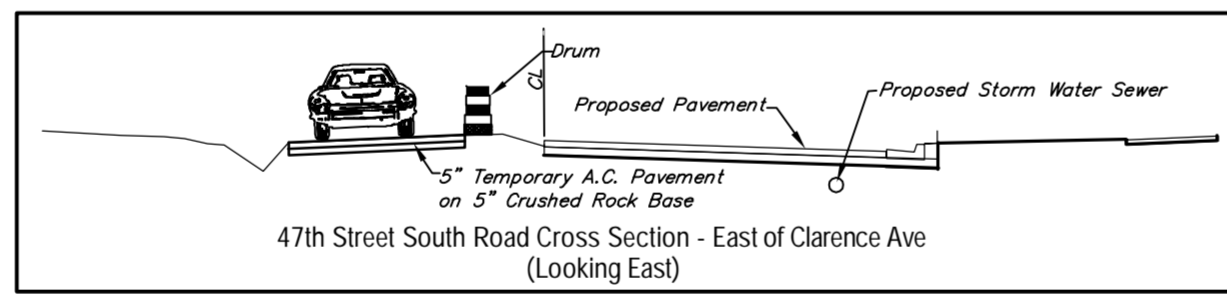 Drum
CL
Proposed Pavement
Proposed Storm Water Sewer
5" Temporary A.C. Pavement
on 5" Crushed Rock Base
47th Street South Road Cross Section - East of Clarence Ave
(Looking East)